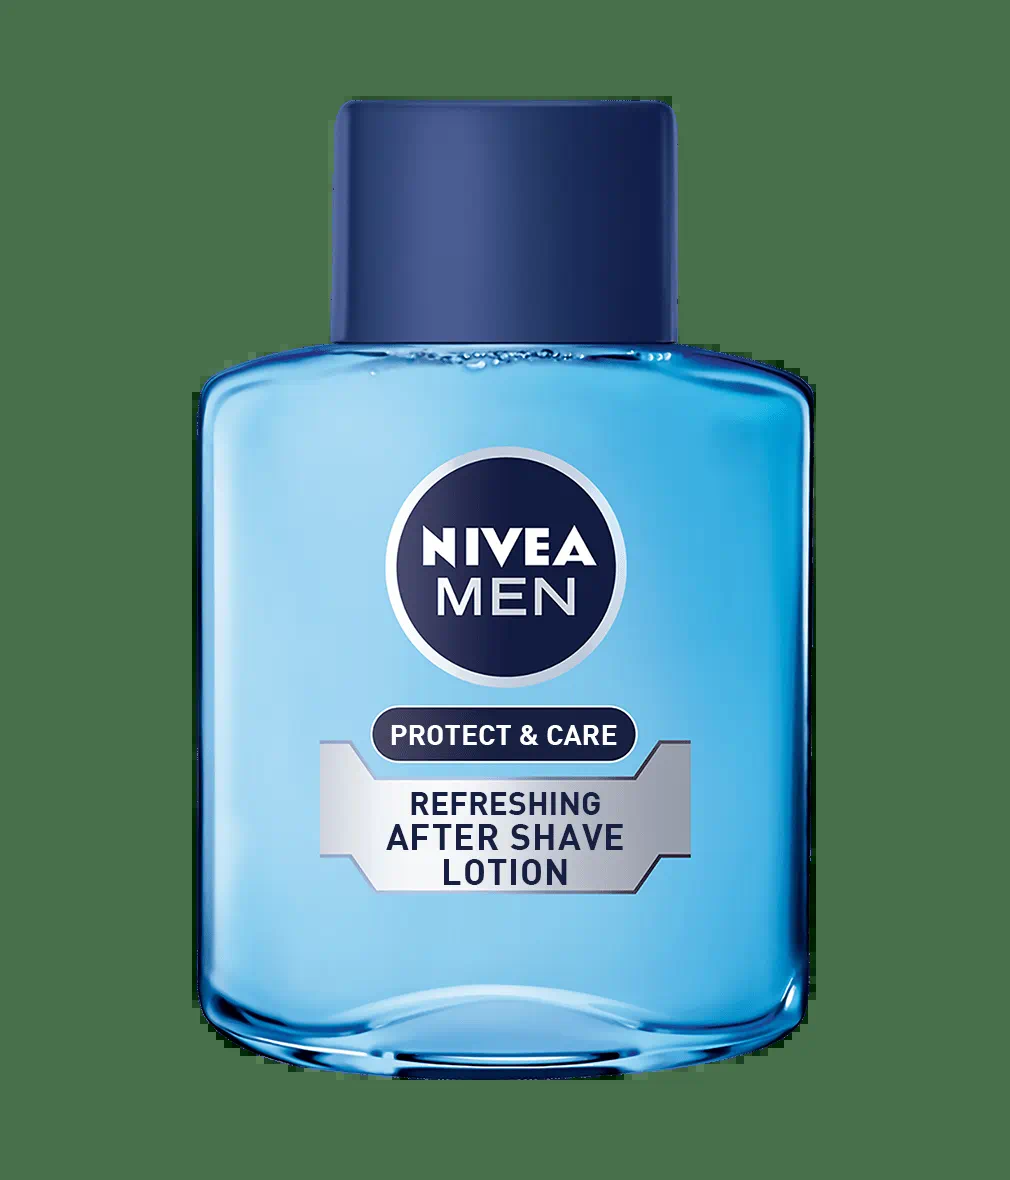 NIVEA
MEN
PROTECT & CARE
REFRESHING
AFTER SHAVE
LOTION